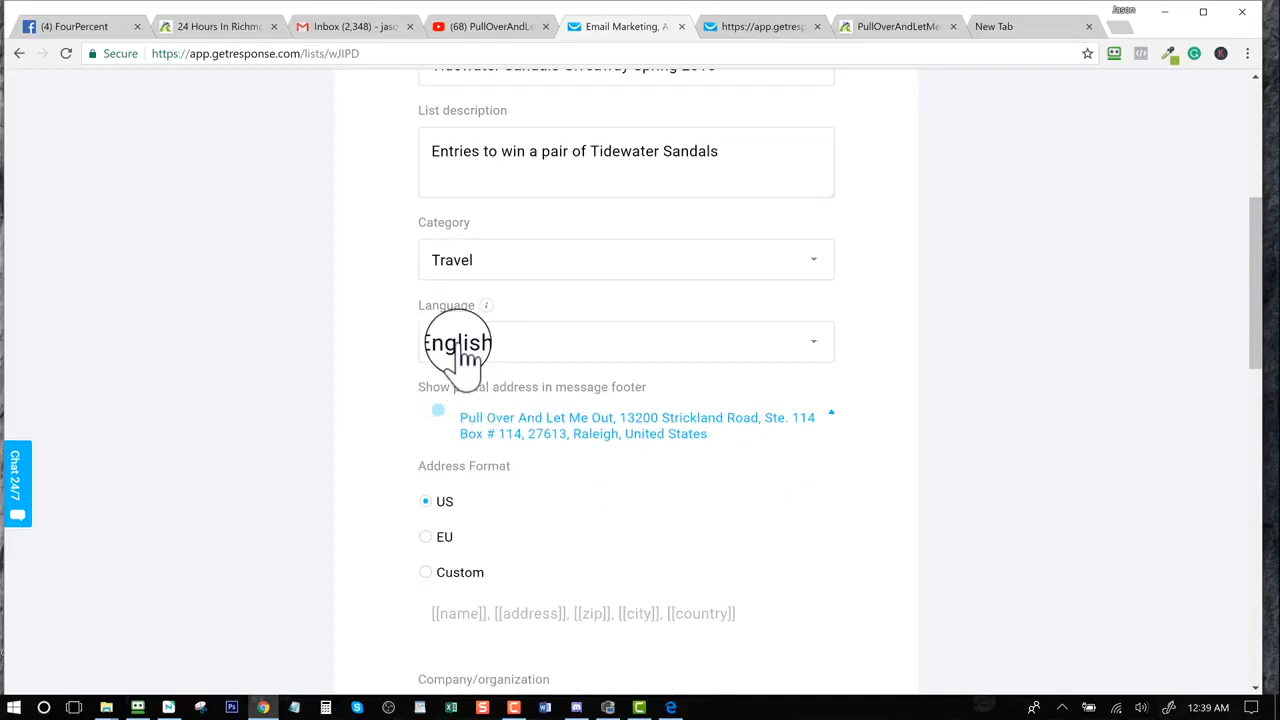 Jason
(4) FourPercent
24 Hours In Richmo
Inbox (2,348) - jasc
(68) PullOverAndLet
Email Marketing, A
https://app.getresp
PullOverAndLetMe
New Tab
Secure
https://app.getresponse.com/lists/wJIPD
List description
Entries to win a pair of Tidewater Sandals
Category
Travel
Language i
English
Show postal address in message footer
Pull Over And Let Me Out, 13200 Strickland Road, Ste. 114
Box # 114, 27613, Raleigh, United States
Address Format
US
EU
Custom
[[name]], [[address]], [[zip]], [[city]], [[country]]
Company/organization
Chat 24/7
12:39 AM